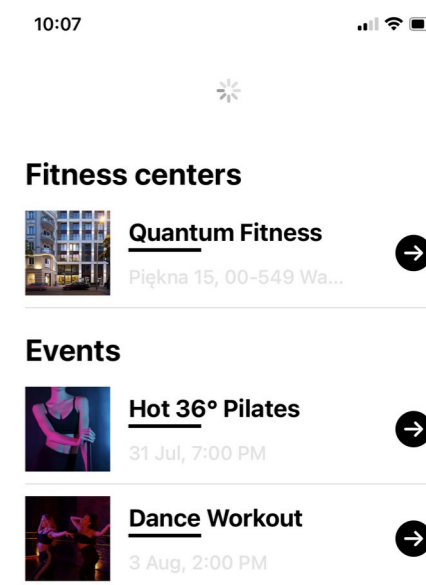 10:07
Fitness centers
Quantum Fitness
Piękna 15, 00-549 Wa...
Events
Hot 36° Pilates
31 Jul, 7:00 PM
Dance Workout
3 Aug, 2:00 PM